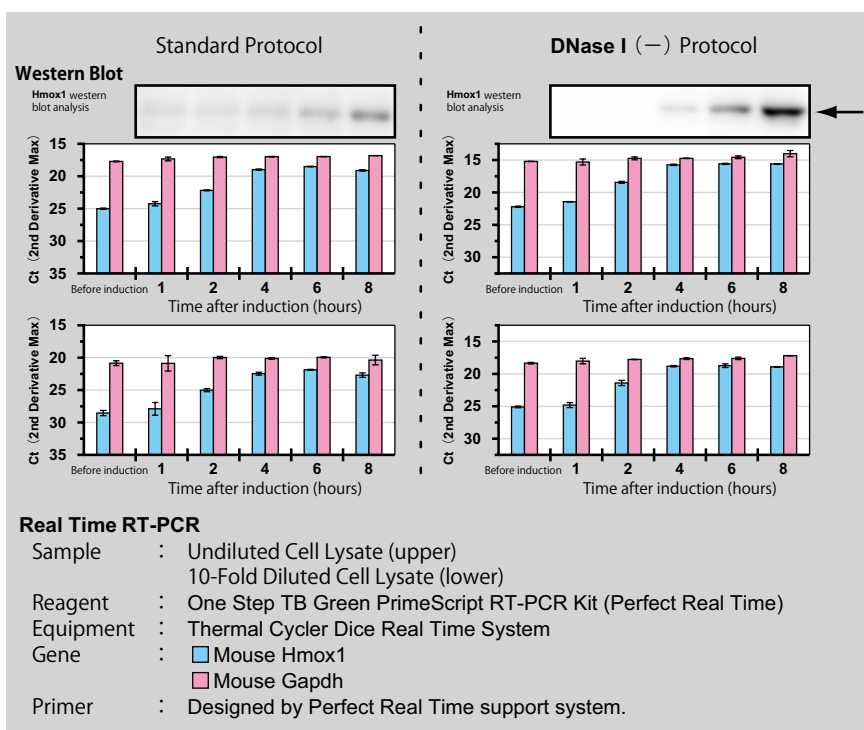 Standard Protocol
DNase I (−) Protocol
Western Blot
Hmox1 western
blot analysis
Hmox1 western
blot analysis
Ct (2nd Derivative Max)
15
20
25
30
35
Before induction 1 2 4 6 8
Time after induction (hours)
Ct (2nd Derivative Max)
15
20
25
30
Before induction 1 2 4 6 8
Time after induction (hours)
Ct (2nd Derivative Max)
15
20
25
30
35
Before induction 1 2 4 6 8
Time after induction (hours)
Ct (2nd Derivative Max)
15
20
25
30
Before induction 1 2 4 6 8
Time after induction (hours)
Real Time RT-PCR
Sample : Undiluted Cell Lysate (upper)
10-Fold Diluted Cell Lysate (lower)
Reagent : One Step TB Green PrimeScript RT-PCR Kit (Perfect Real Time)
Equipment : Thermal Cycler Dice Real Time System
Gene : Mouse Hmox1
Mouse Gapdh
Primer : Designed by Perfect Real Time support system.